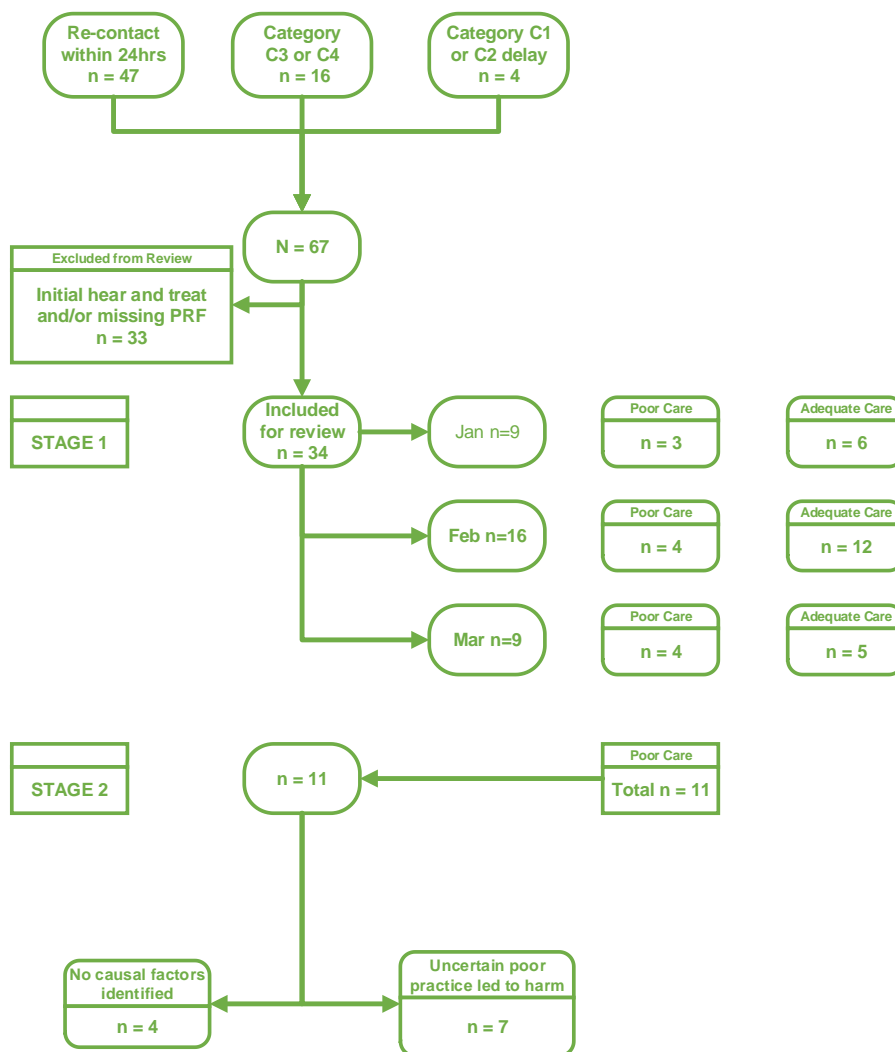 Re-contact
within 24hrs
n = 47
Category
C3 or C4
n = 16
Category C1
or C2 delay
n = 4
N = 67
Excluded from Review
Initial hear and treat
and/or missing PRF
n = 33
STAGE 1
Included
for review
n = 34
Jan n=9
Poor Care
n = 3
Adequate Care
n = 6
Feb n=16
Poor Care
n = 4
Adequate Care
n = 12
Mar n=9
Poor Care
n = 4
Adequate Care
n = 5
STAGE 2
n = 11
Poor Care
Total n = 11
No causal factors
identified
n = 4
Uncertain poor
practice led to harm
n = 7